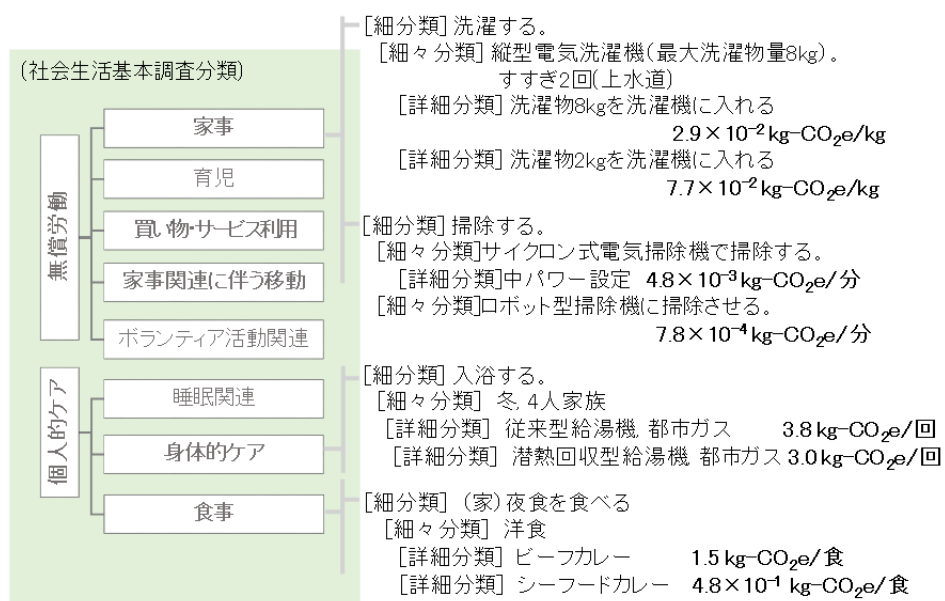 (社会生活基本調査分類)
無償労働
家事
育児
買い物・サービス利用
家事関連に伴う移動
ボランティア活動関連
個人的ケア
睡眠関連
身体的ケア
食事
[細分類] 洗濯する。
[細々分類] 縦型電気洗濯機(最大洗濯物量8kg)。
すすぎ2回(上水道)
[詳細分類] 洗濯物8kgを洗濯機に入れる
2.9×10⁻² kg-CO₂e/kg
[詳細分類] 洗濯物2kgを洗濯機に入れる
7.7×10⁻² kg-CO₂e/kg
[細分類] 掃除する。
[細々分類]サイクロン式電気掃除機で掃除する。
[詳細分類]中パワー設定 4.8×10⁻³ kg-CO₂e/分
[細々分類]ロボット型掃除機に掃除させる。
7.8×10⁻⁴ kg-CO₂e/分
[細分類] 入浴する。
[細々分類] 冬, 4人家族
[詳細分類] 従来型給湯機, 都市ガス 3.8 kg-CO₂e/回
[詳細分類] 潜熱回収型給湯機, 都市ガス 3.0 kg-CO₂e/回
[細分類] (家)夜食を食べる
[細々分類] 洋食
[詳細分類] ビーフカレー 1.5 kg-CO₂e/食
[詳細分類] シーフードカレー 4.8×10⁻¹ kg-CO₂e/食